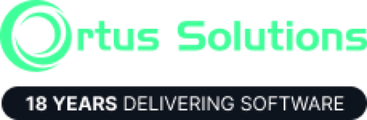 Ortus Solutions
18 YEARS DELIVERING SOFTWARE